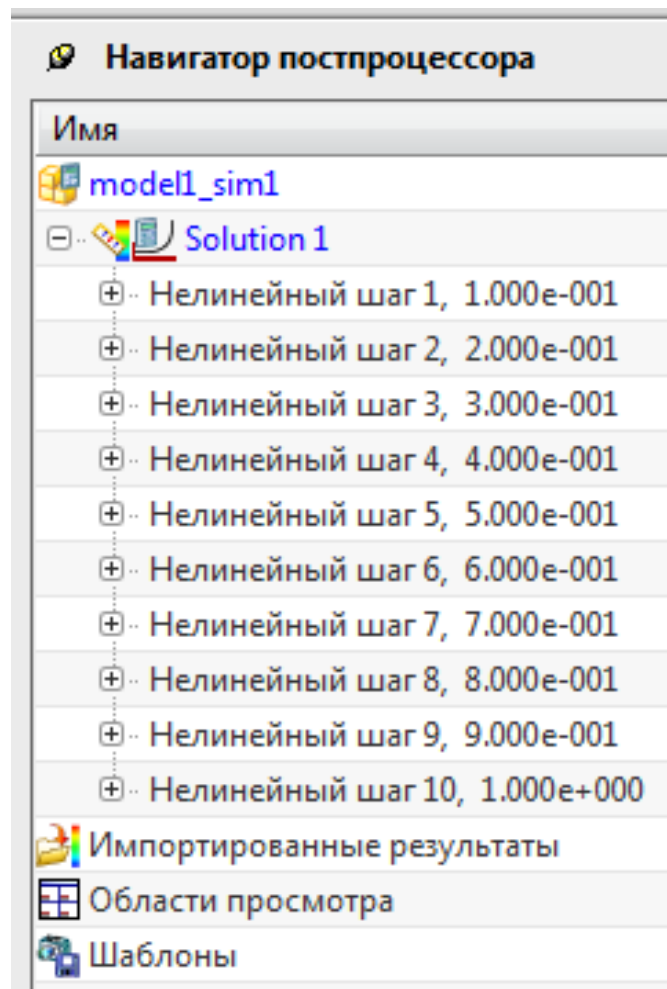 Навигатор постпроцессора
Имя
model1_sim1
Solution 1
Нелинейный шаг 1, 1.000e-001
Нелинейный шаг 2, 2.000e-001
Нелинейный шаг 3, 3.000e-001
Нелинейный шаг 4, 4.000e-001
Нелинейный шаг 5, 5.000e-001
Нелинейный шаг 6, 6.000e-001
Нелинейный шаг 7, 7.000e-001
Нелинейный шаг 8, 8.000e-001
Нелинейный шаг 9, 9.000e-001
Нелинейный шаг 10, 1.000e+000
Импортированные результаты
Области просмотра
Шаблоны